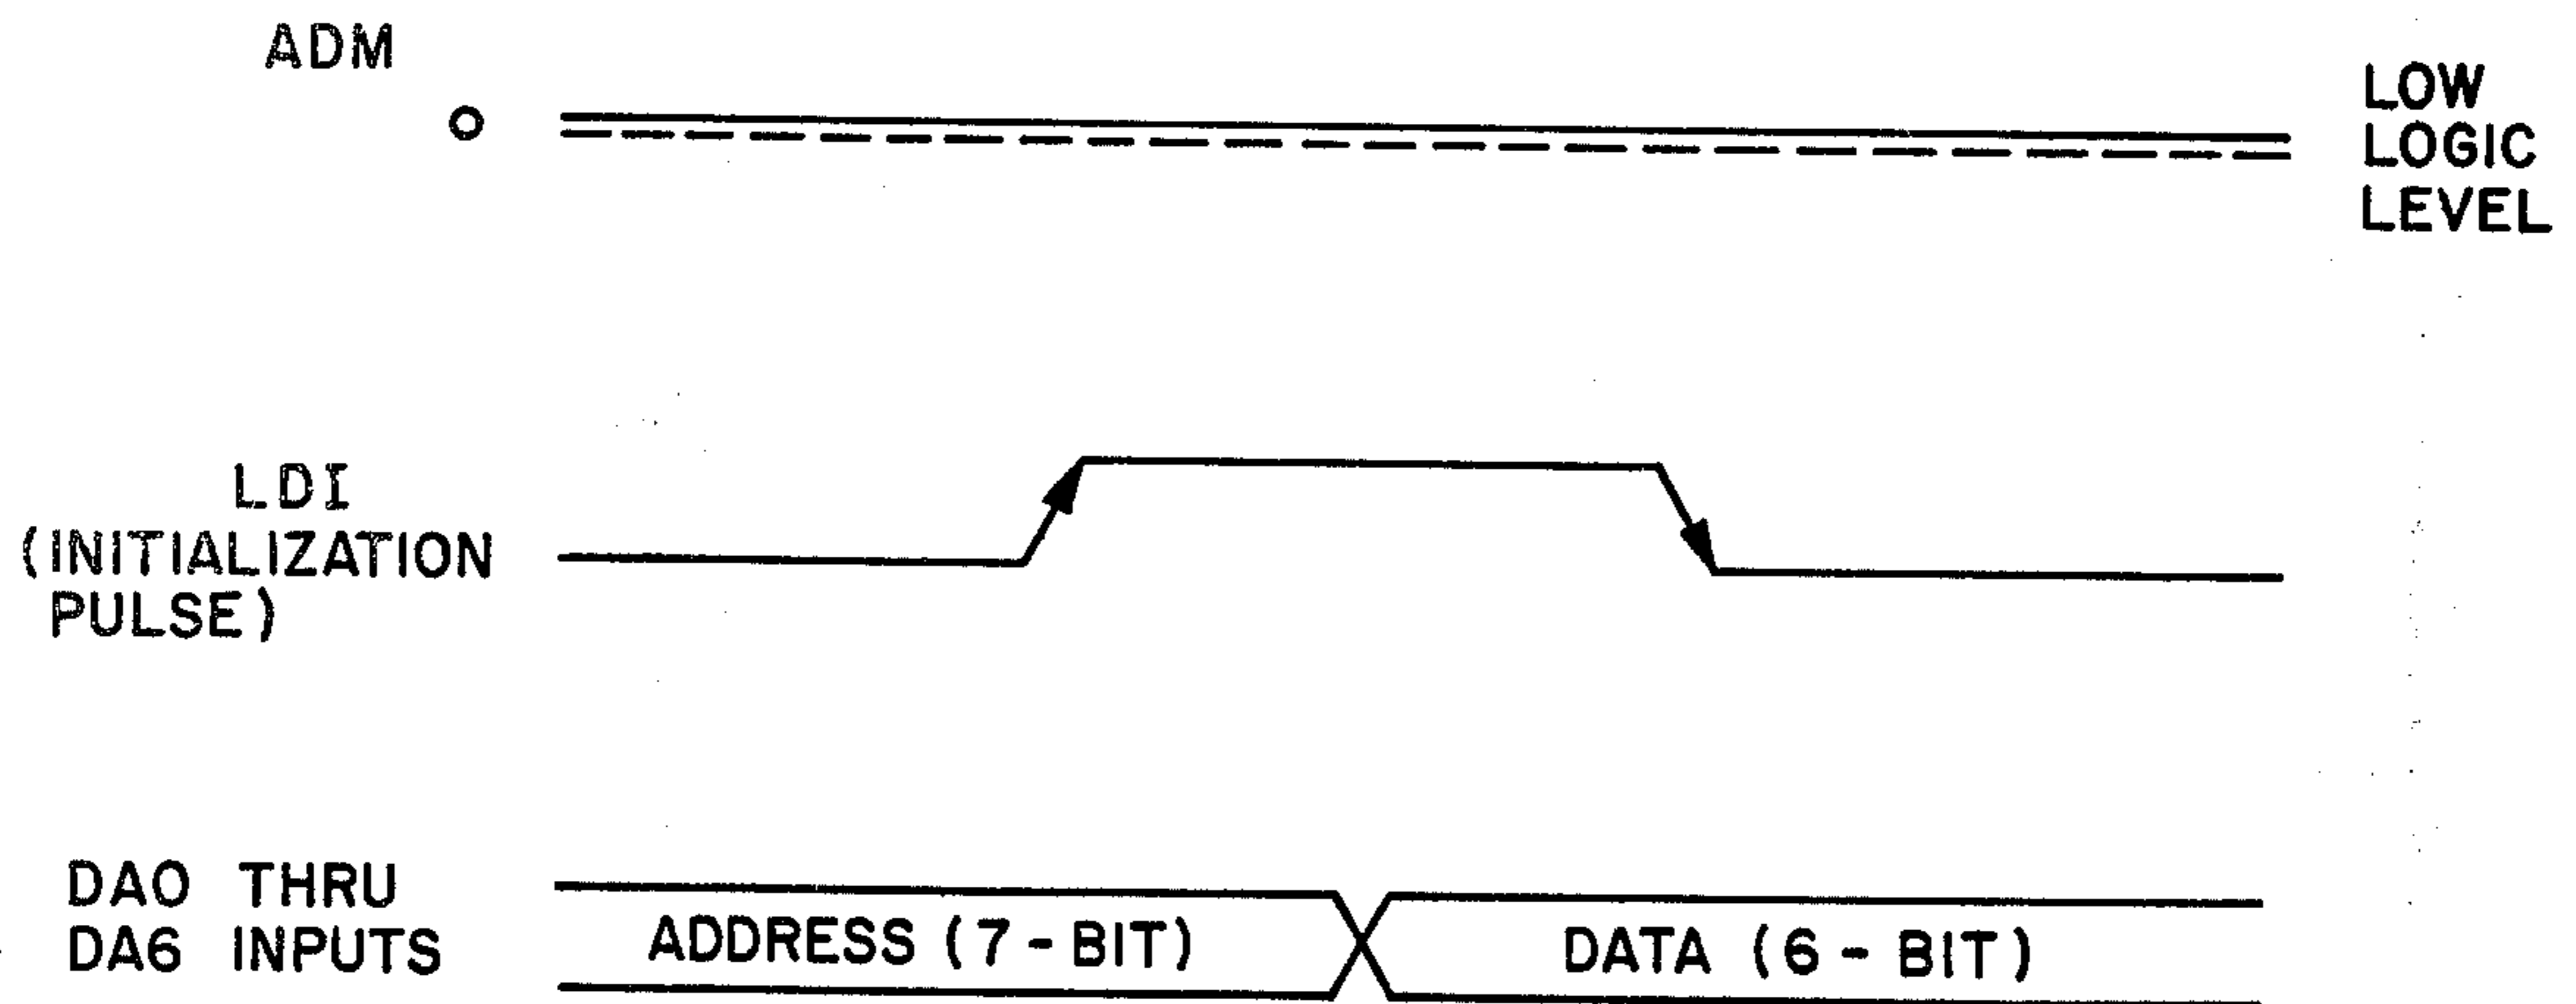 ADM
O
LOW
LOGIC
LEVEL
LDI
(INITIALIZATION
PULSE)
DA0 THRU
DA6 INPUTS
ADDRESS (7-BIT)
DATA (6-BIT)